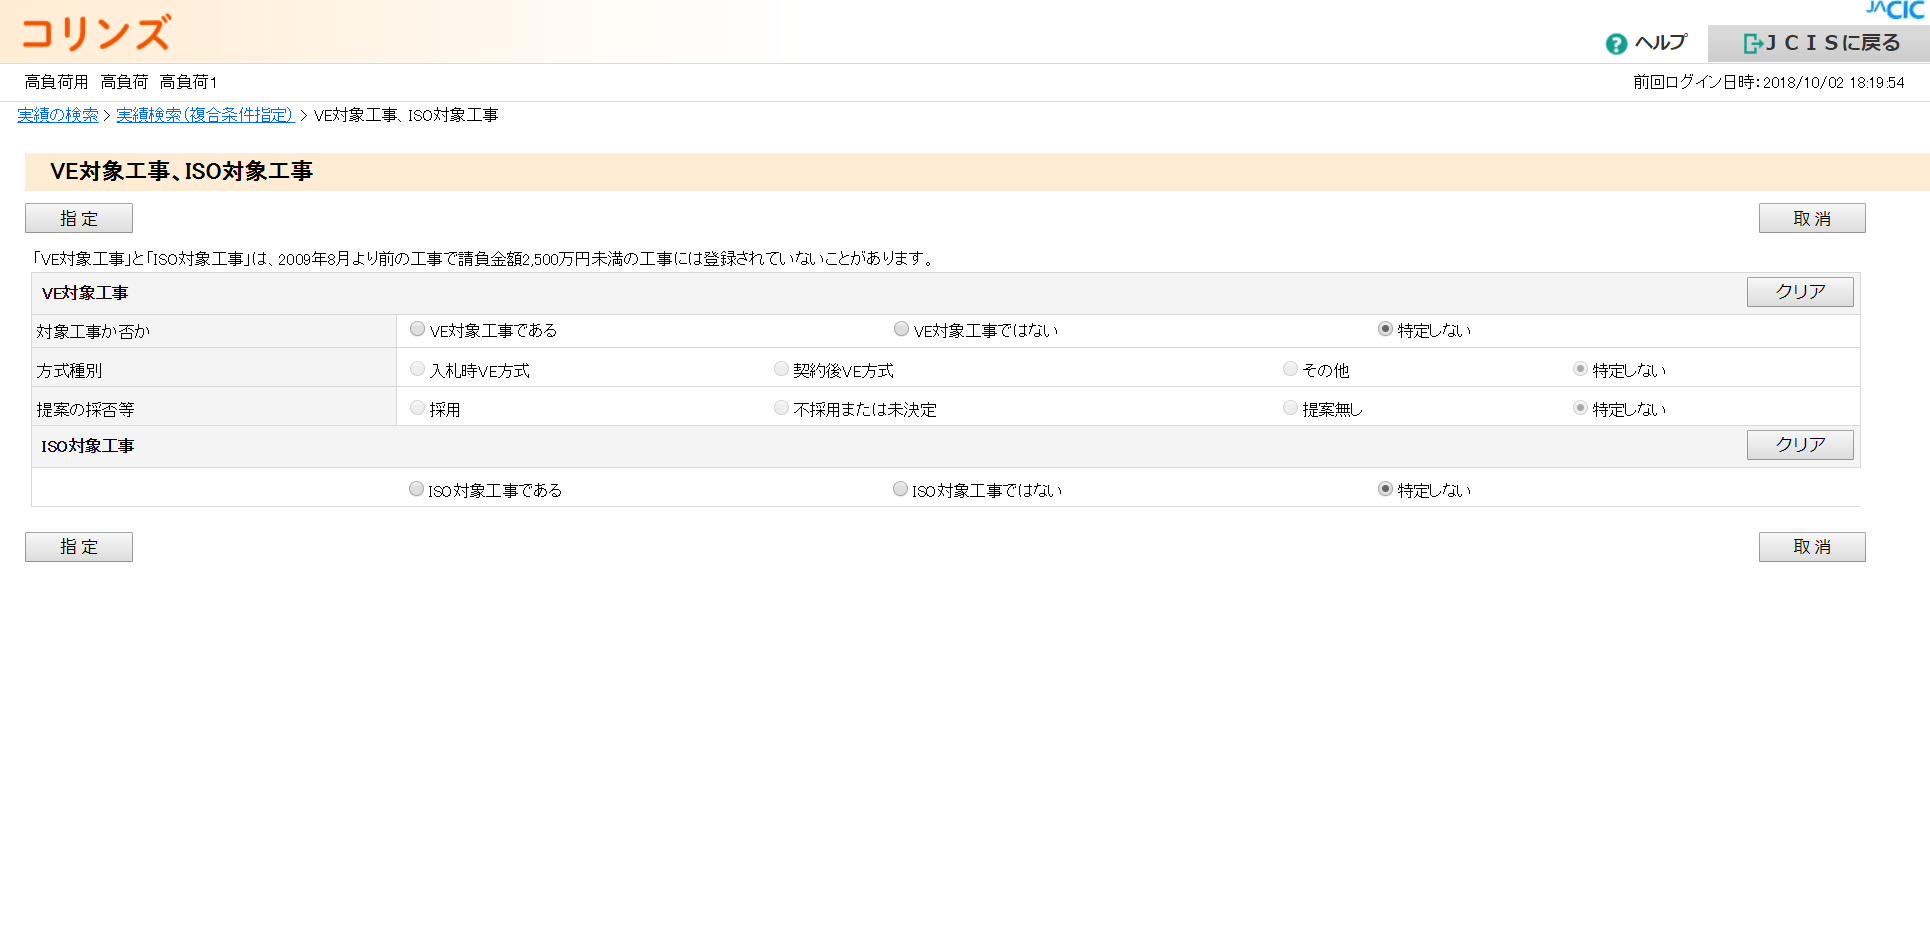 JACIC
コリンズ
? ヘルプ
ＪＣＩＳに戻る
高負荷用 高負荷 高負荷1
前回ログイン日時：2018/10/02 18:19:54
実績の検索 > 実績検索（複合条件指定） > VE対象工事、ISO対象工事
VE対象工事、ISO対象工事
指 定
取 消
「VE対象工事」と「ISO対象工事」は、2009年8月より前の工事で請負金額2,500万円未満の工事には登録されていないことがあります。
VE対象工事
クリア
対象工事か否か VE対象工事である VE対象工事ではない 特定しない
方式種別 入札時VE方式 契約後VE方式 その他 特定しない
提案の採否等 採用 不採用または未決定 提案無し 特定しない
ISO対象工事
クリア
ISO対象工事である ISO対象工事ではない 特定しない
指 定
取 消